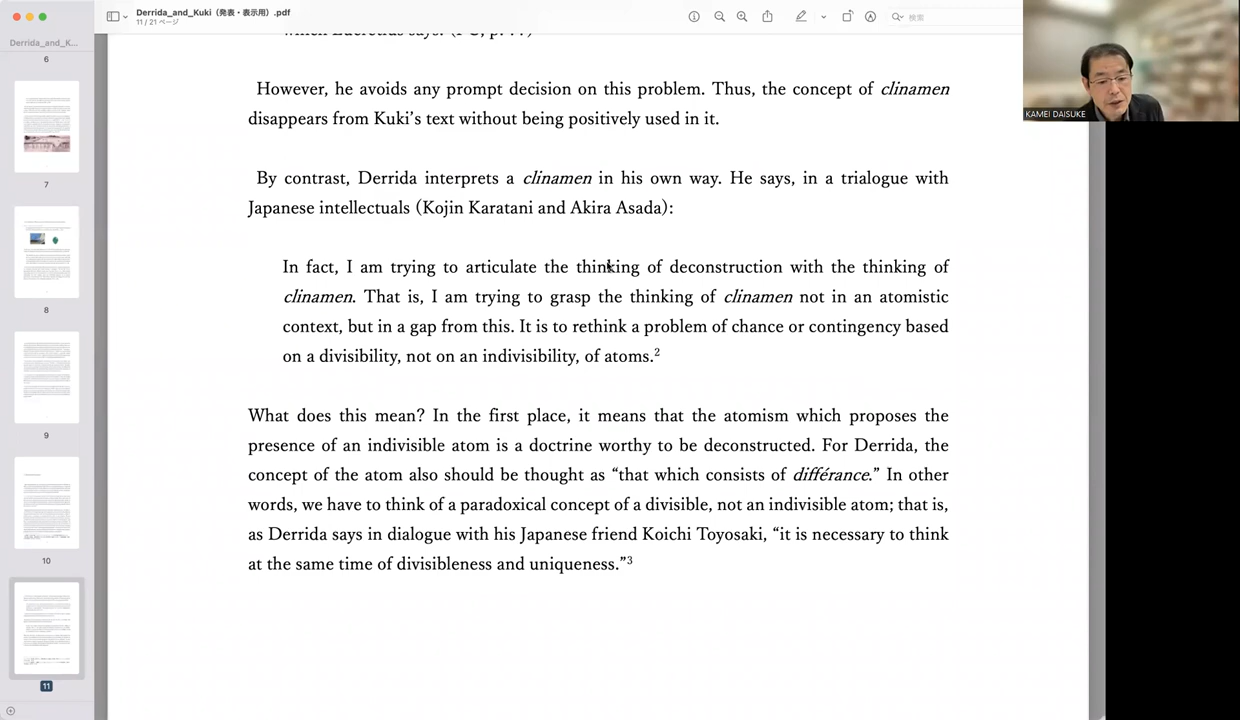 Derrida_and_Kuki（発表・表示用）.pdf
11 / 21 ページ
検索
Derrida_and_K...
6
7
8
9
10
11
However, he avoids any prompt decision on this problem. Thus, the concept of clinamen
disappears from Kuki’s text without being positively used in it.
By contrast, Derrida interprets a clinamen in his own way. He says, in a trialogue with
Japanese intellectuals (Kojin Karatani and Akira Asada):
In fact, I am trying to articulate the thinking of deconstruction with the thinking of
clinamen. That is, I am trying to grasp the thinking of clinamen not in an atomistic
context, but in a gap from this. It is to rethink a problem of chance or contingency based
on a divisibility, not on an indivisibility, of atoms.2
What does this mean? In the first place, it means that the atomism which proposes the
presence of an indivisible atom is a doctrine worthy to be deconstructed. For Derrida, the
concept of the atom also should be thought as “that which consists of différance.” In other
words, we have to think of a paradoxical concept of a divisible, not an indivisible atom; that is,
as Derrida says in dialogue with his Japanese friend Koichi Toyosaki, “it is necessary to think
at the same time of divisibleness and uniqueness.”3
KAMEI DAISUKE